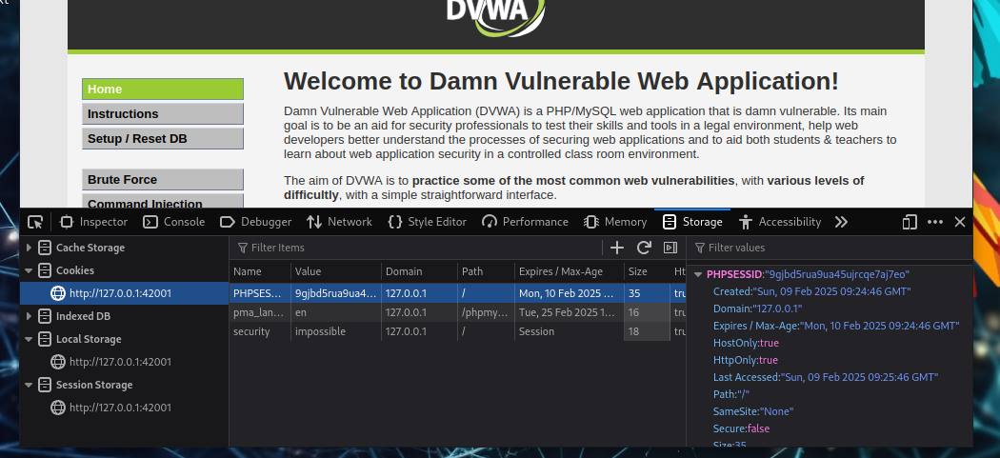 DVWA
Home
Instructions
Setup / Reset DB
Brute Force
Command Injection
Welcome to Damn Vulnerable Web Application!
Damn Vulnerable Web Application (DVWA) is a PHP/MySQL web application that is damn vulnerable. Its main
goal is to be an aid for security professionals to test their skills and tools in a legal environment, help web
developers better understand the processes of securing web applications and to aid both students & teachers to
learn about web application security in a controlled class room environment.
The aim of DVWA is to practice some of the most common web vulnerabilities, with various levels of
difficultly, with a simple straightforward interface.
Inspector Console Debugger Network Style Editor Performance Memory Storage Accessibility
Cache Storage
Cookies
http://127.0.0.1:42001
Indexed DB
Local Storage
http://127.0.0.1:42001
Session Storage
http://127.0.0.1:42001
Filter Items
Name Value Domain Path Expires / Max-Age Size Ht
PHPSES... 9gjbd5rua9ua4... 127.0.0.1 / Mon, 10 Feb 2025 ... 35 tru
pma_lan... en 127.0.0.1 /phpmy... Tue, 25 Feb 2025 1... 16 tru
security impossible 127.0.0.1 / Session 18 tru
Filter values
PHPSESSID:"9gjbd5rua9ua45ujrcqe7aj7eo"
Created:"Sun, 09 Feb 2025 09:24:46 GMT"
Domain:"127.0.0.1"
Expires / Max-Age:"Mon, 10 Feb 2025 09:24:46 GMT"
HostOnly:true
HttpOnly:true
Last Accessed:"Sun, 09 Feb 2025 09:25:46 GMT"
Path:"/"
SameSite:"None"
Secure:false
Size:35